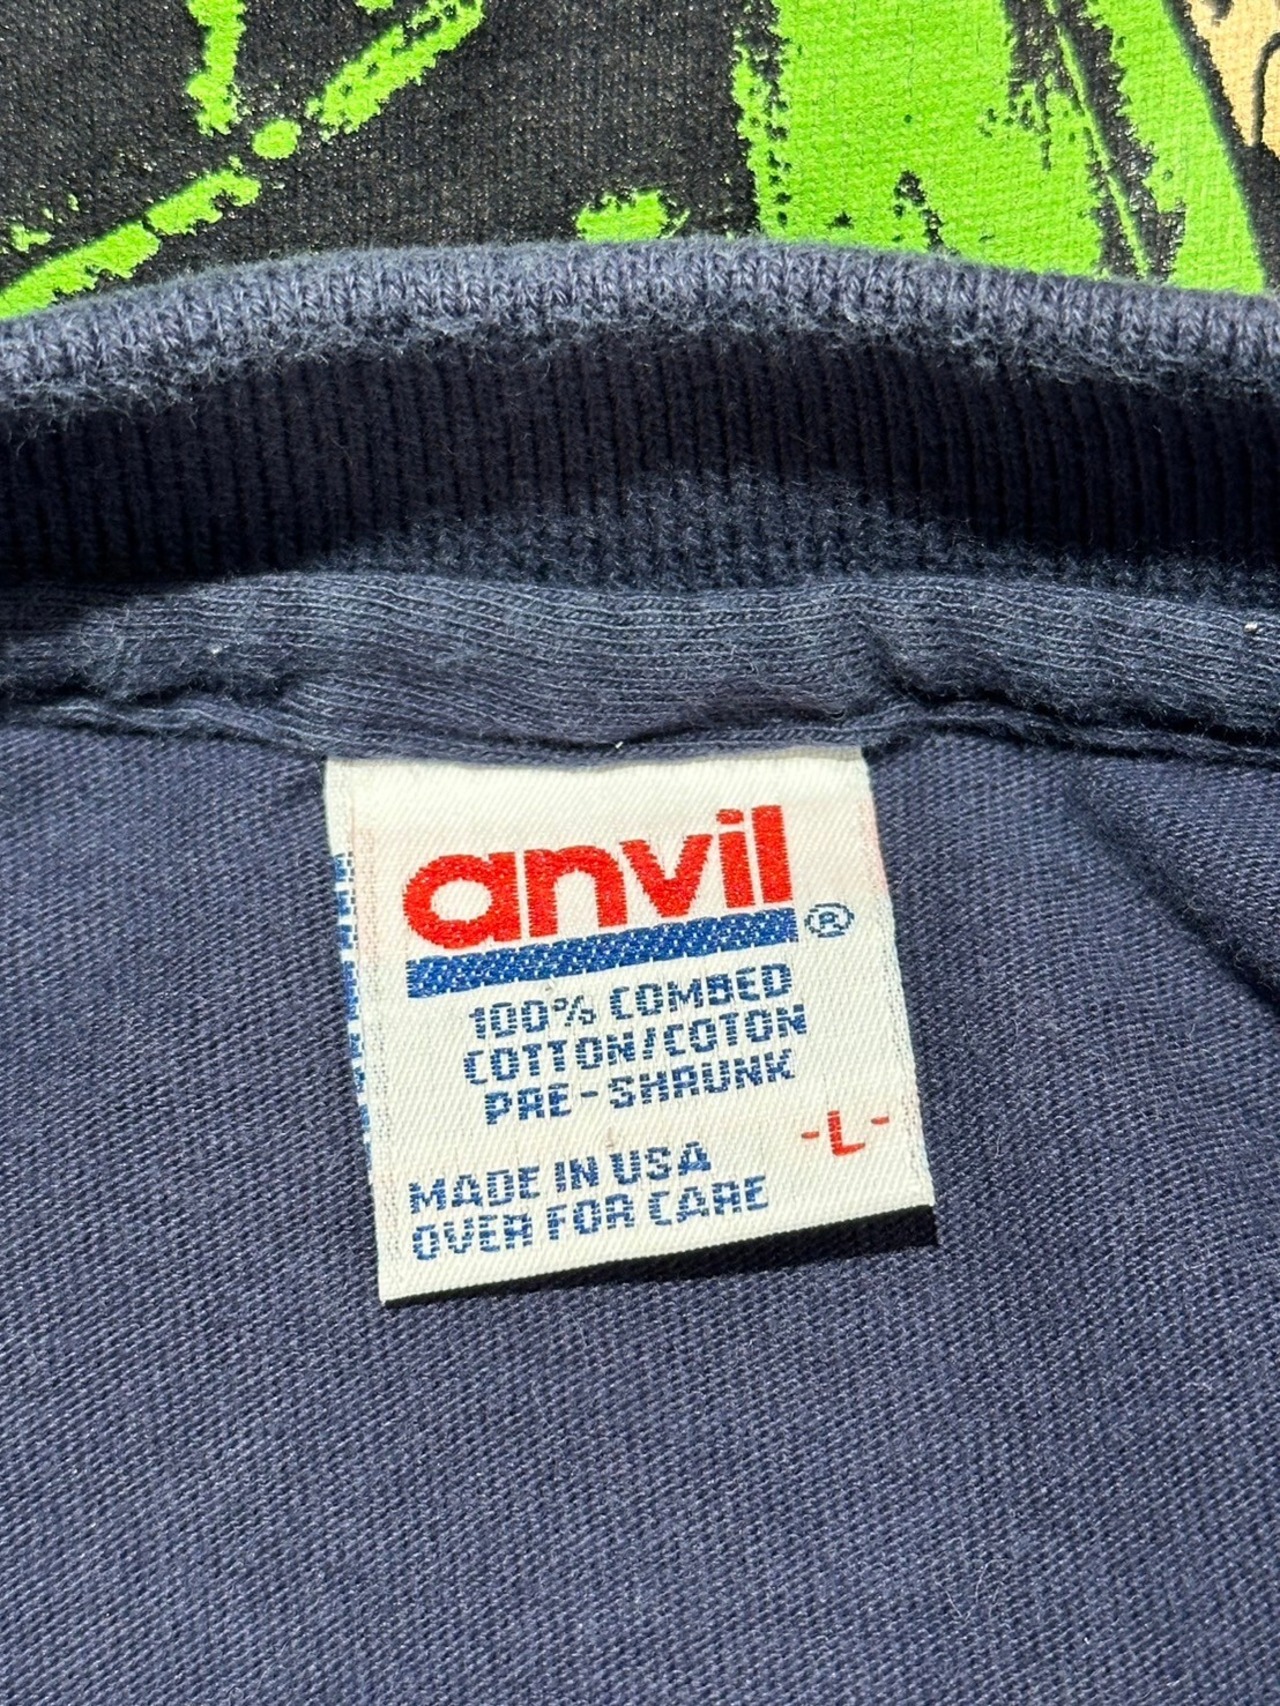 anvil®
100% COMBED
COTTON/COTON
PRE-SHRUNK
-L-
MADE IN USA
OVER FOR CARE